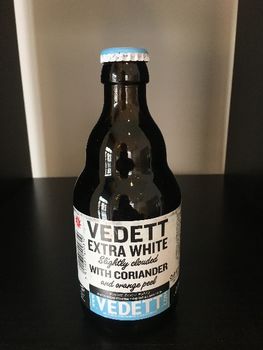 VEDETT
EXTRA WHITE
Slightly clouded
WITH CORIANDER
and orange peel
VEDETT